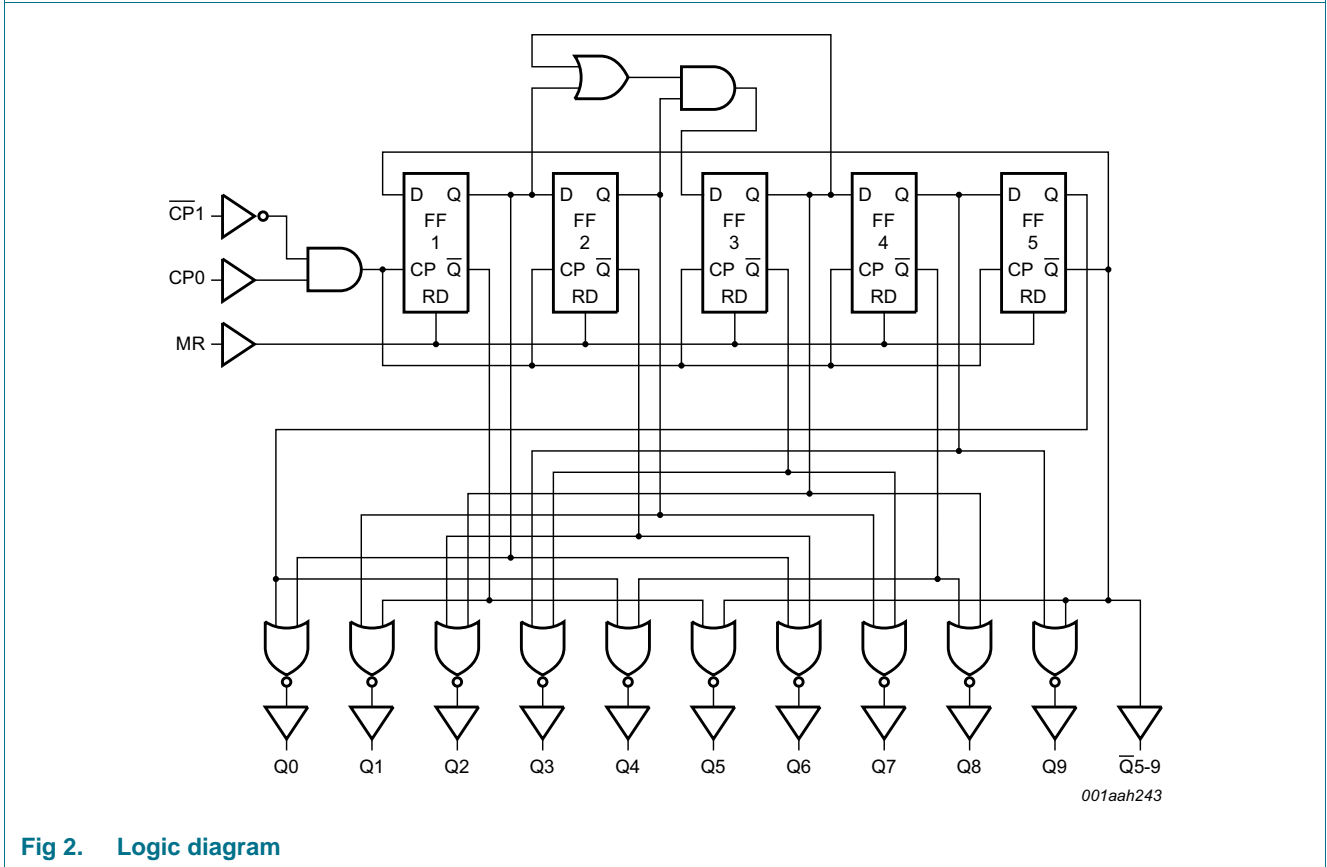 D Q D Q D Q D Q D Q
FF FF FF FF FF
1 2 3 4 5
C̅P̅1
CP0
CP Q̅ CP Q̅ CP Q̅ CP Q̅ CP Q̅
RD RD RD RD RD
MR
Q0 Q1 Q2 Q3 Q4 Q5 Q6 Q7 Q8 Q9 Q̅5-9
001aah243
Fig 2. Logic diagram